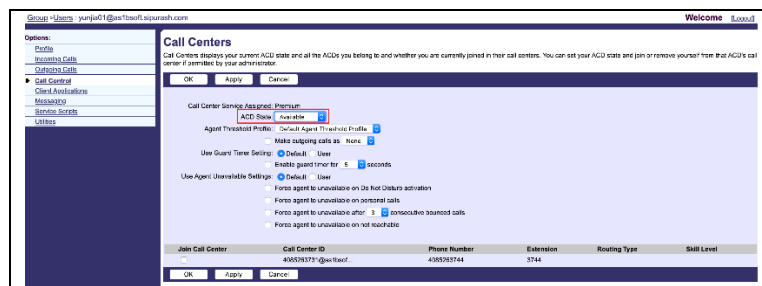 Group >Users : yunjia01@as1bsoft.sipurash.com
Welcome [Logout]
Options:
Profile
Incoming Calls
Outgoing Calls
Call Control
Client Applications
Messaging
Service Scripts
Utilities
Call Centers
Call Centers displays your current ACD state and all the ACDs you belong to and whether you are currently joined in their call centers. You can set your ACD state and join or remove yourself from that ACD's call
center if permitted by your administrator.
OK Apply Cancel
Call Center Service Assigned: Premium
ACD State: Available
Agent Threshold Profile: Default Agent Threshold Profile
Make outgoing calls as None
Use Guard Timer Setting: Default User
Enable guard timer for 5 seconds
Use Agent Unavailable Settings: Default User
Force agent to unavailable on Do Not Disturb activation
Force agent to unavailable on personal calls
Force agent to unavailable after 3 consecutive bounced calls
Force agent to unavailable on not reachable
Join Call Center Call Center ID Phone Number Extension Routing Type Skill Level
4085263731@as1bsof... 4085263744 3744
OK Apply Cancel